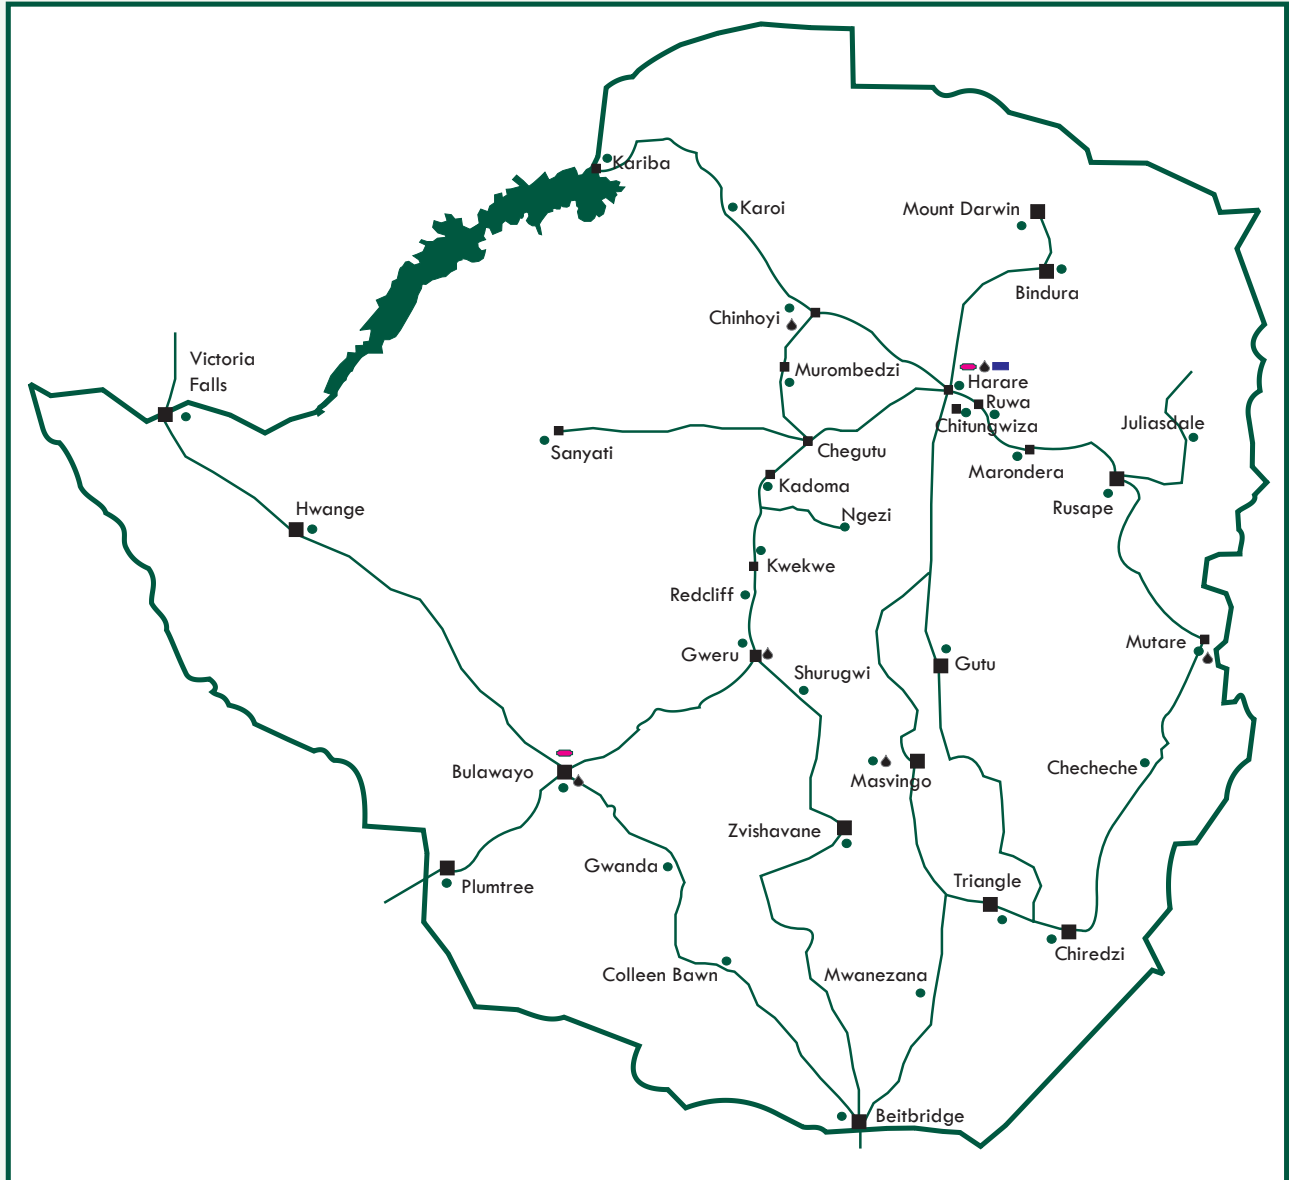 Kariba
Karoi
Mount Darwin
Bindura
Chinhoyi
Victoria
Falls
Murombedzi
Harare
Ruwa
Chitungwiza
Juliasdale
Sanyati
Chegutu
Marondera
Kadoma
Rusape
Hwange
Ngezi
Kwekwe
Redcliff
Mutare
Gweru
Gutu
Shurugwi
Bulawayo
Masvingo
Checheche
Zvishavane
Gwanda
Plumtree
Triangle
Chiredzi
Colleen Bawn
Mwanezana
Beitbridge